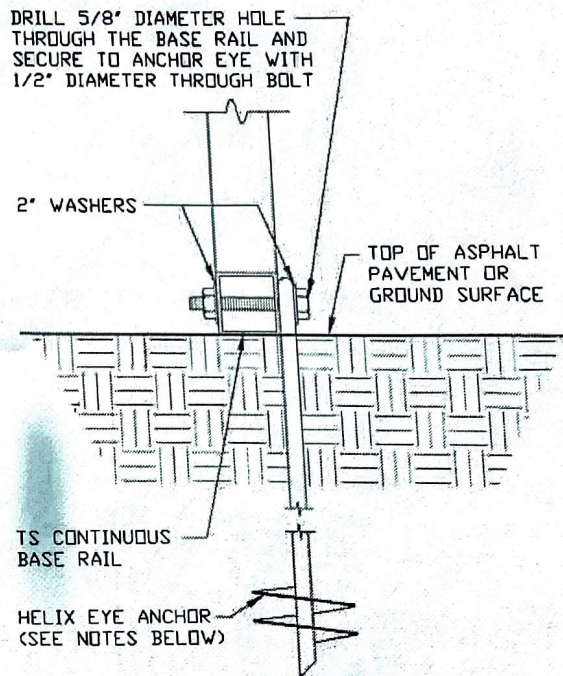 DRILL 5/8" DIAMETER HOLE
THROUGH THE BASE RAIL AND
SECURE TO ANCHOR EYE WITH
1/2" DIAMETER THROUGH BOLT
2" WASHERS
TOP OF ASPHALT
PAVEMENT OR
GROUND SURFACE
TS CONTINUOUS
BASE RAIL
HELIX EYE ANCHOR
(SEE NOTES BELOW)